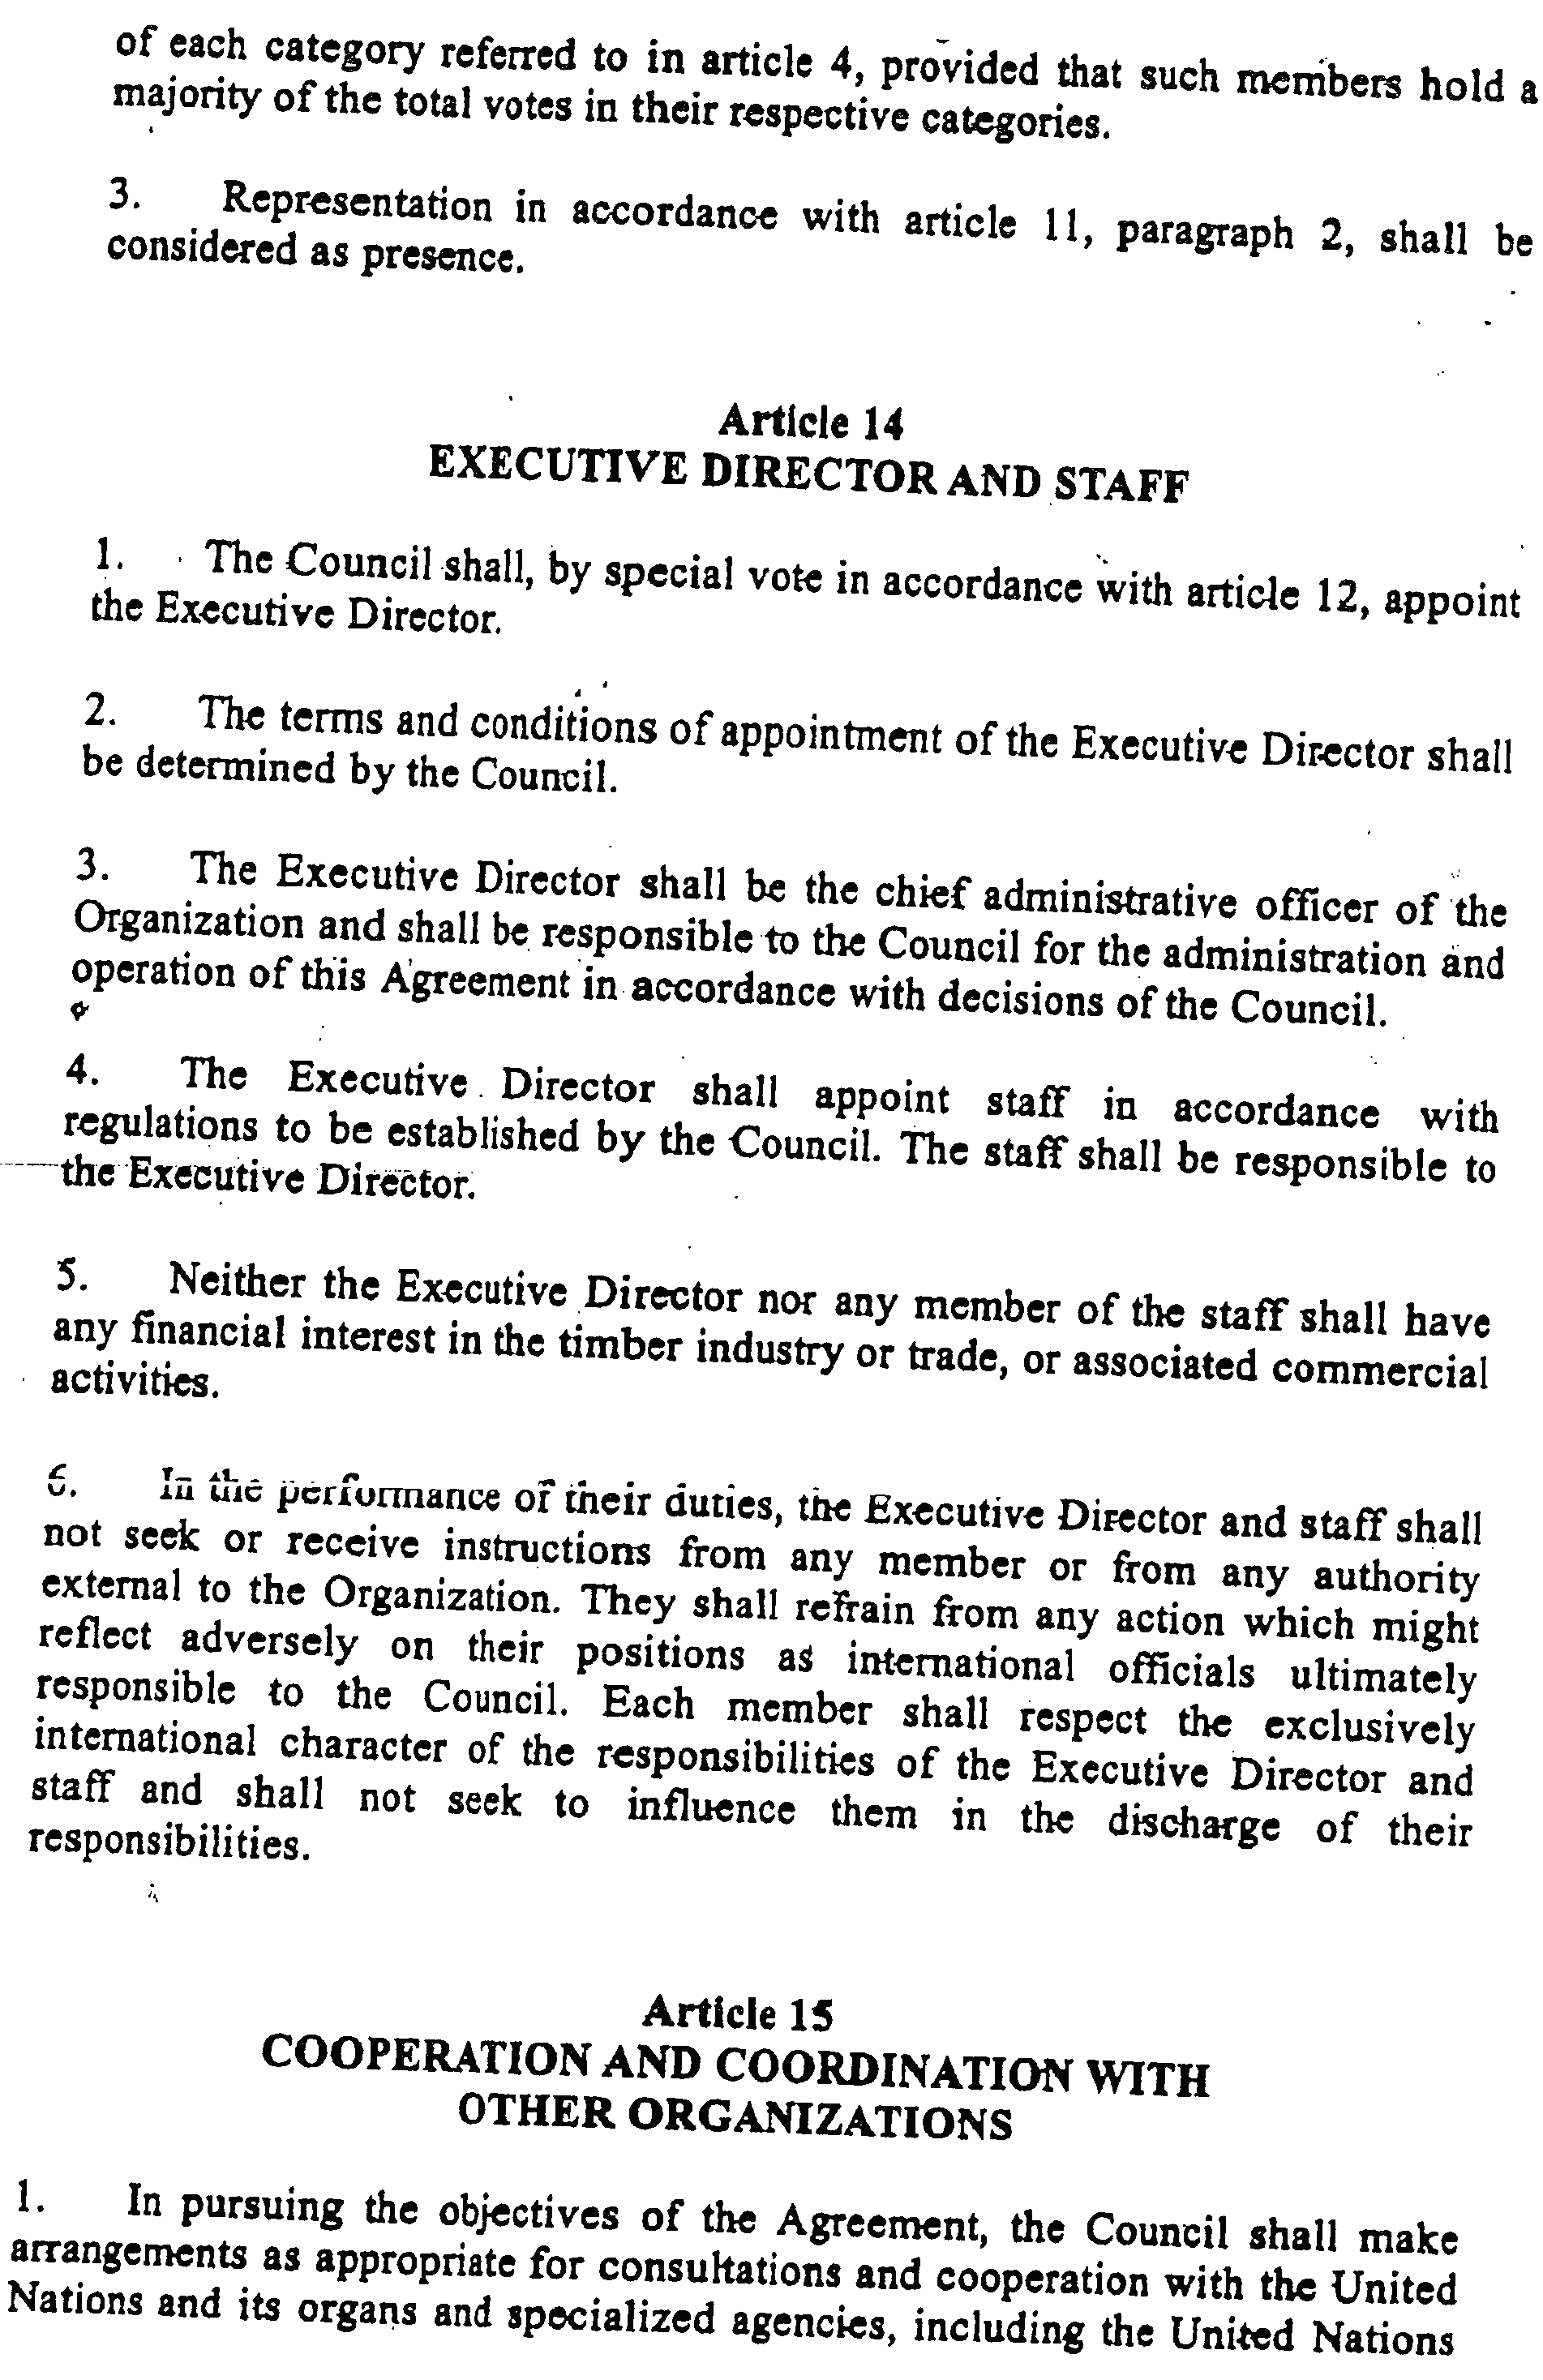 of each category referred to in article 4, provided that such members hold a
majority of the total votes in their respective categories.
3. Representation in accordance with article 11, paragraph 2, shall be
considered as presence.
Article 14
EXECUTIVE DIRECTOR AND STAFF
1. The Council shall, by special vote in accordance with article 12, appoint
the Executive Director.
2. The terms and conditions of appointment of the Executive Director shall
be determined by the Council.
3. The Executive Director shall be the chief administrative officer of the
Organization and shall be responsible to the Council for the administration and
operation of this Agreement in accordance with decisions of the Council.
4. The Executive Director shall appoint staff in accordance with
regulations to be established by the Council. The staff shall be responsible to
the Executive Director.
5. Neither the Executive Director nor any member of the staff shall have
any financial interest in the timber industry or trade, or associated commercial
activities.
6. In the performance of their duties, the Executive Director and staff shall
not seek or receive instructions from any member or from any authority
external to the Organization. They shall refrain from any action which might
reflect adversely on their positions as international officials ultimately
responsible to the Council. Each member shall respect the exclusively
international character of the responsibilities of the Executive Director and
staff and shall not seek to influence them in the discharge of their
responsibilities.
Article 15
COOPERATION AND COORDINATION WITH
OTHER ORGANIZATIONS
1. In pursuing the objectives of the Agreement, the Council shall make
arrangements as appropriate for consultations and cooperation with the United
Nations and its organs and specialized agencies, including the United Nations